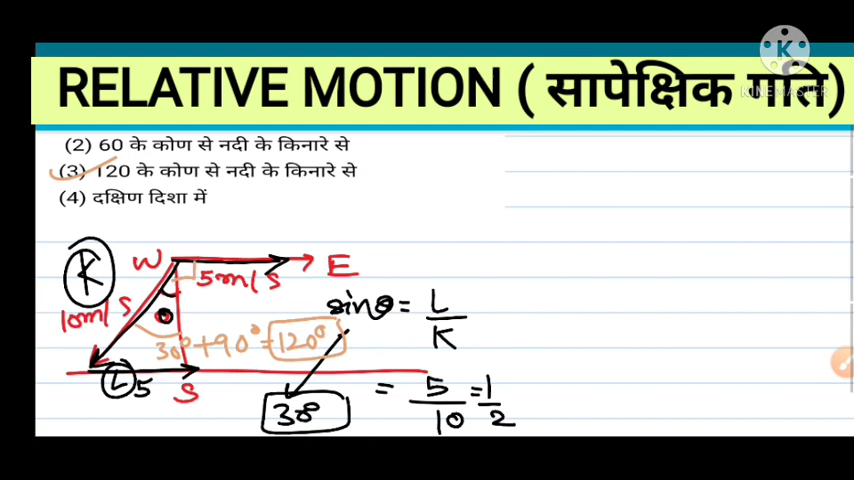 K
KINEMASTER
RELATIVE MOTION ( सापेक्षिक गति)
(2) 60 के कोण से नदी के किनारे से
(3) 120 के कोण से नदी के किनारे से
(4) दक्षिण दिशा में
K
W
E
5m/s
10m/s
θ
sinθ = L/K
30°+90°=120°
L 5
S
= 5/10 = 1/2
30°